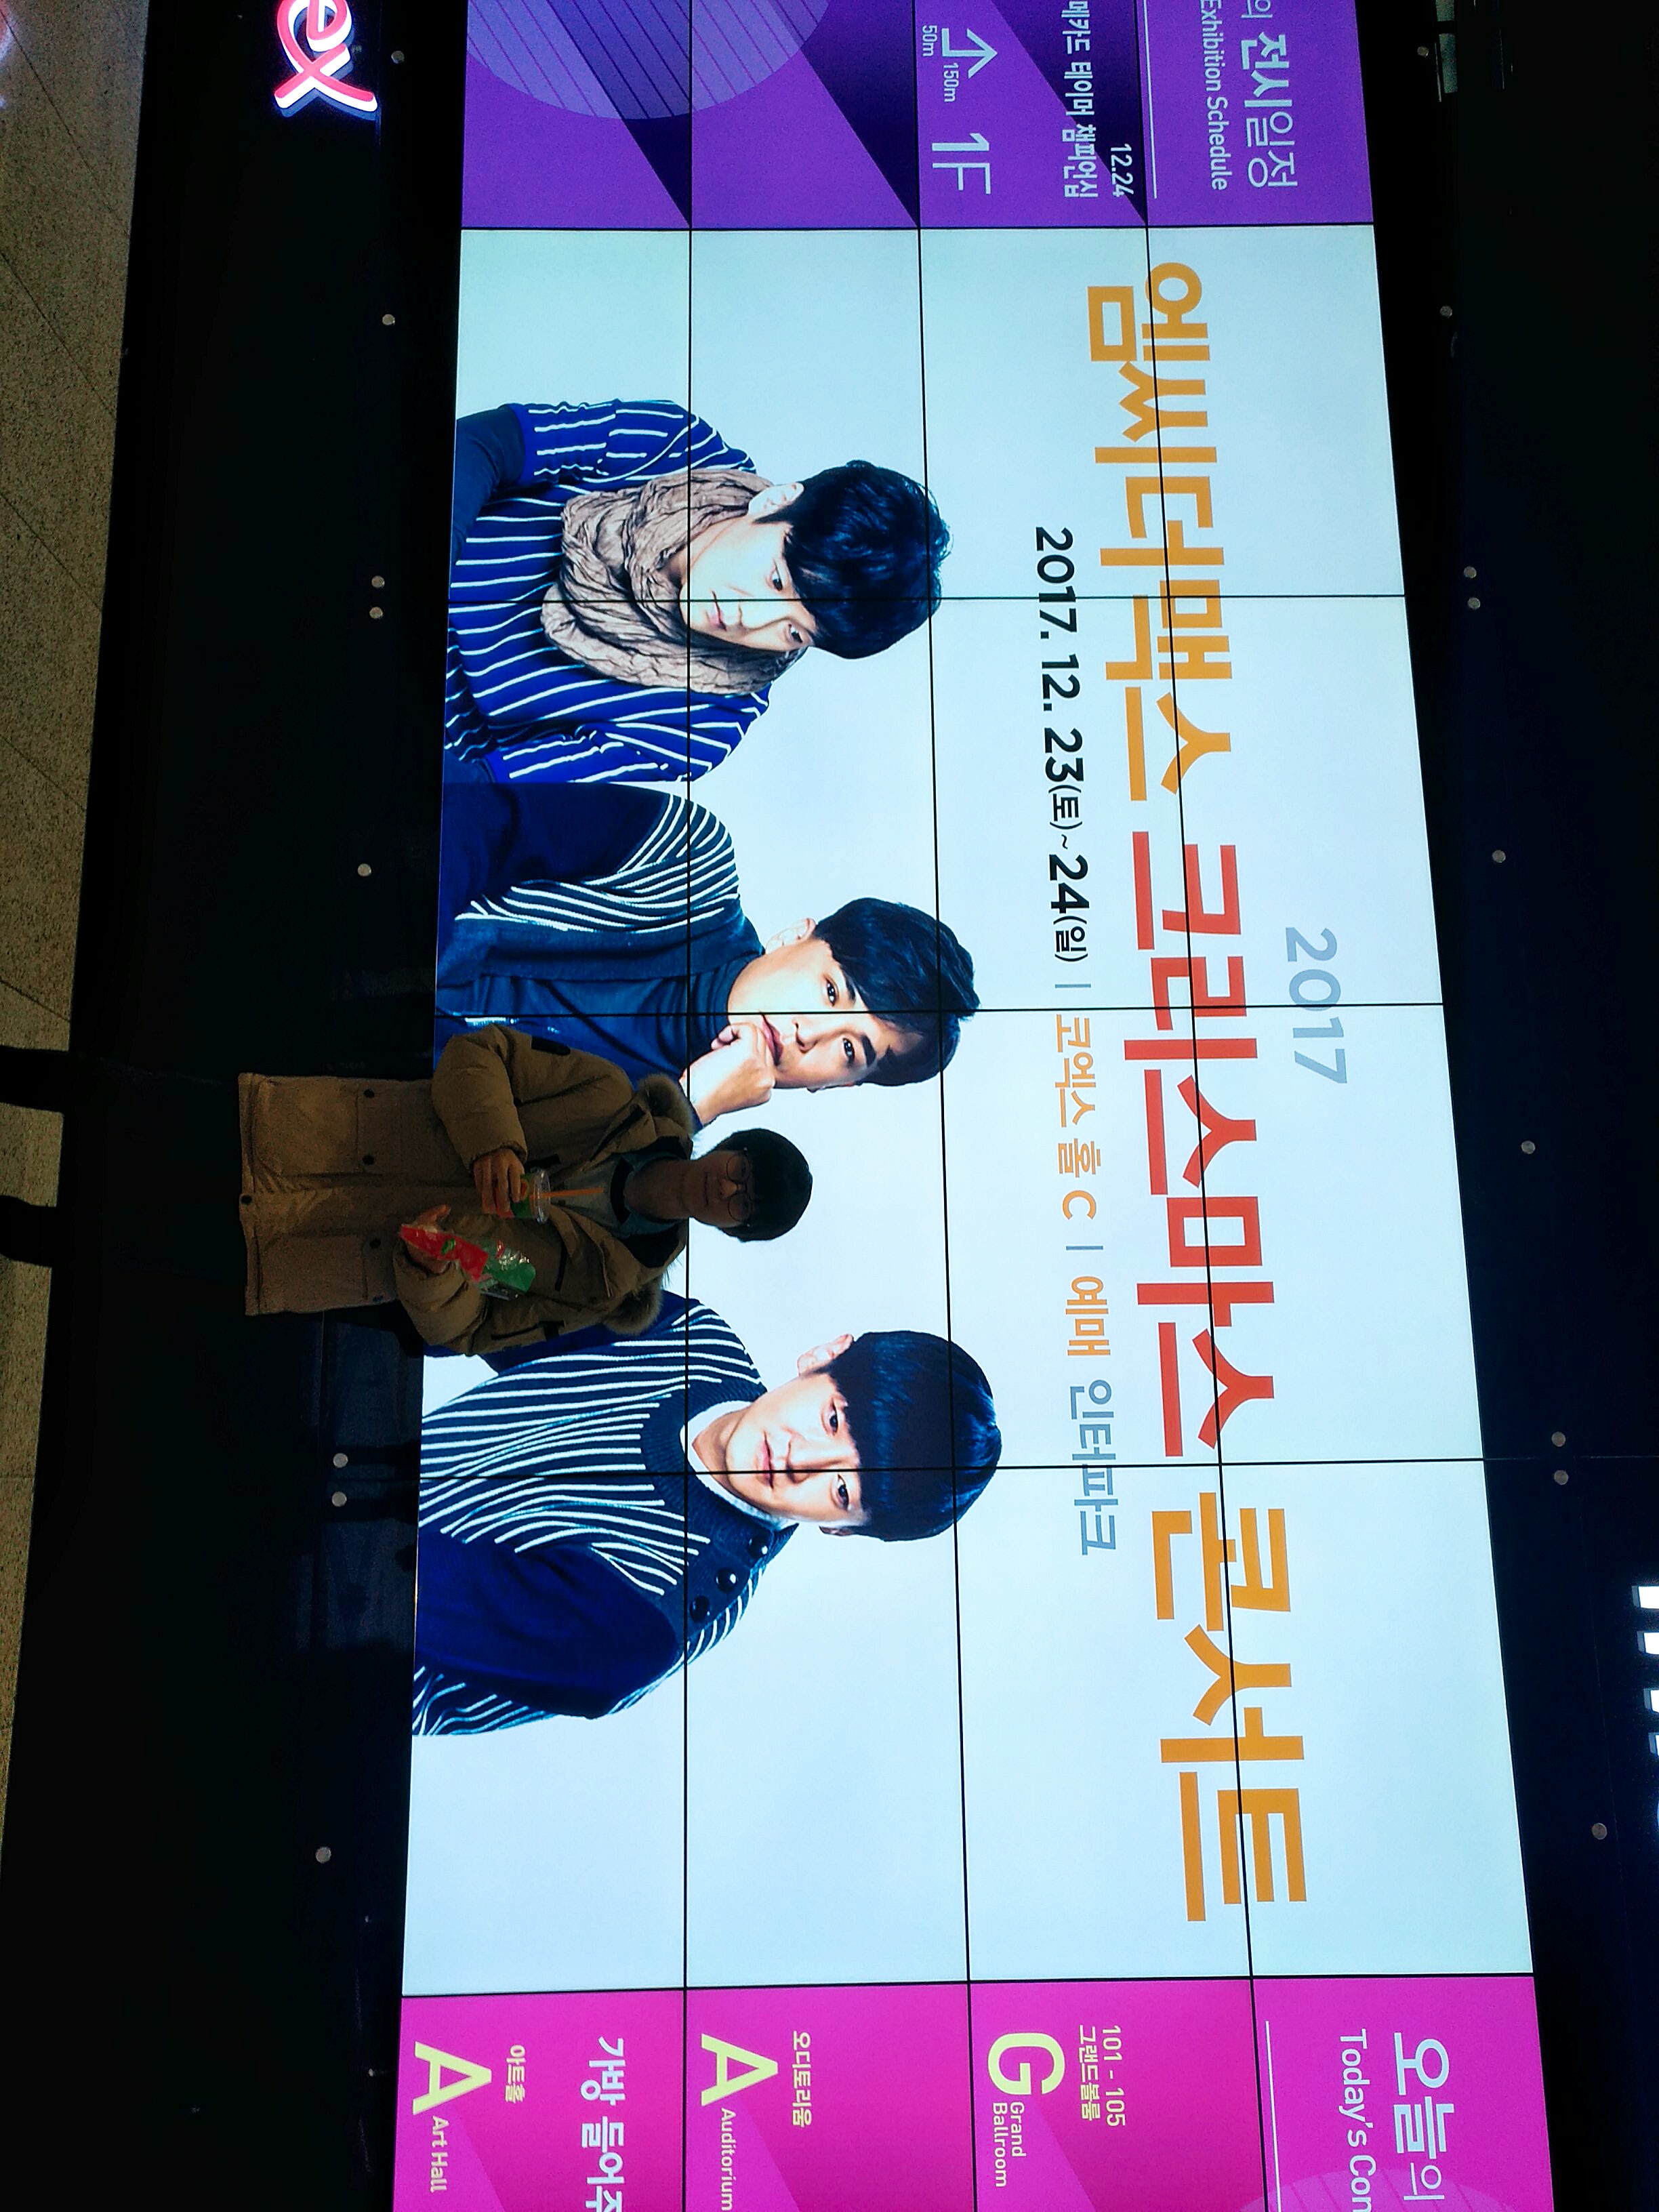 의 전시일정
Exhibition Schedule
12.24
메카드 테이머 챔피언십
50m
150m
1F
2017
엠씨더맥스 크리스마스 콘서트
2017. 12. 23(토)~24(일) | 코엑스 홀 C | 예매 인터파크
오늘의
Today's Con
101 - 105
그랜드볼룸
G Grand
Ballroom
오디토리움
A Auditorium
가방 들어주
아트홀
A Art Hall
ex